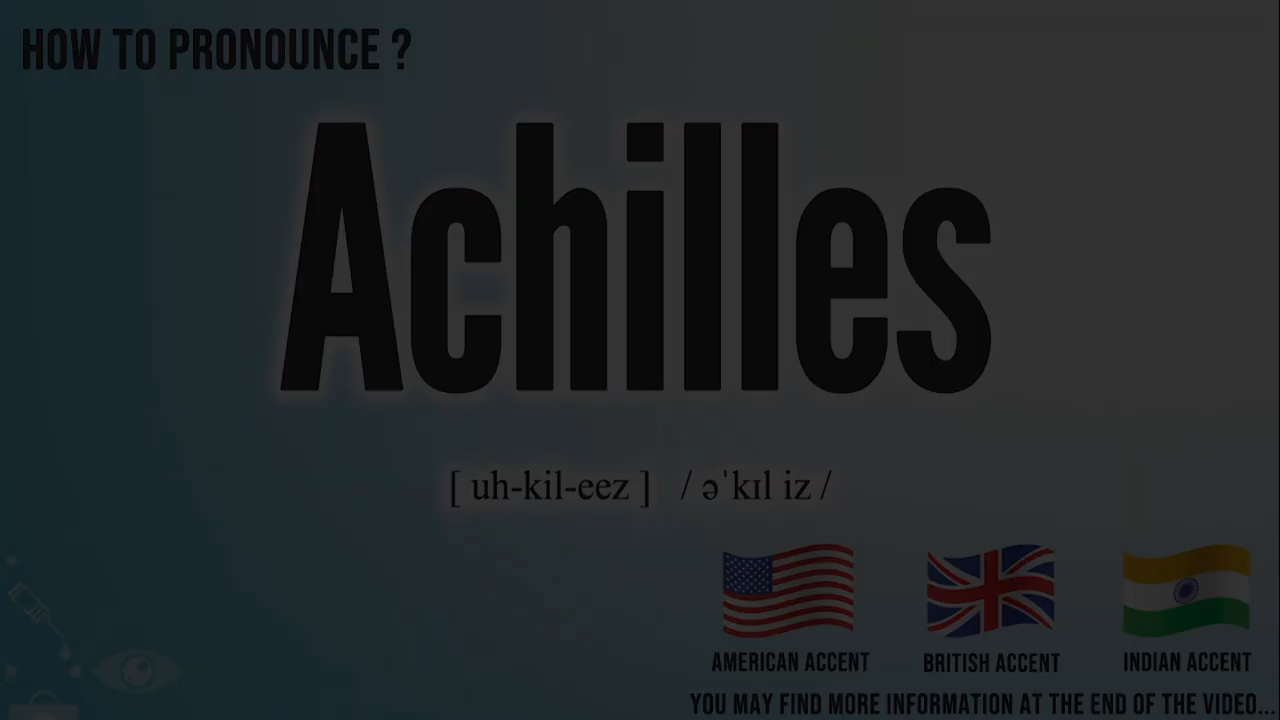 HOW TO PRONOUNCE ?
Achilles
[ uh-kil-eez ] / əˈkɪl iz /
AMERICAN ACCENT
BRITISH ACCENT
INDIAN ACCENT
YOU MAY FIND MORE INFORMATION AT THE END OF THE VIDEO...